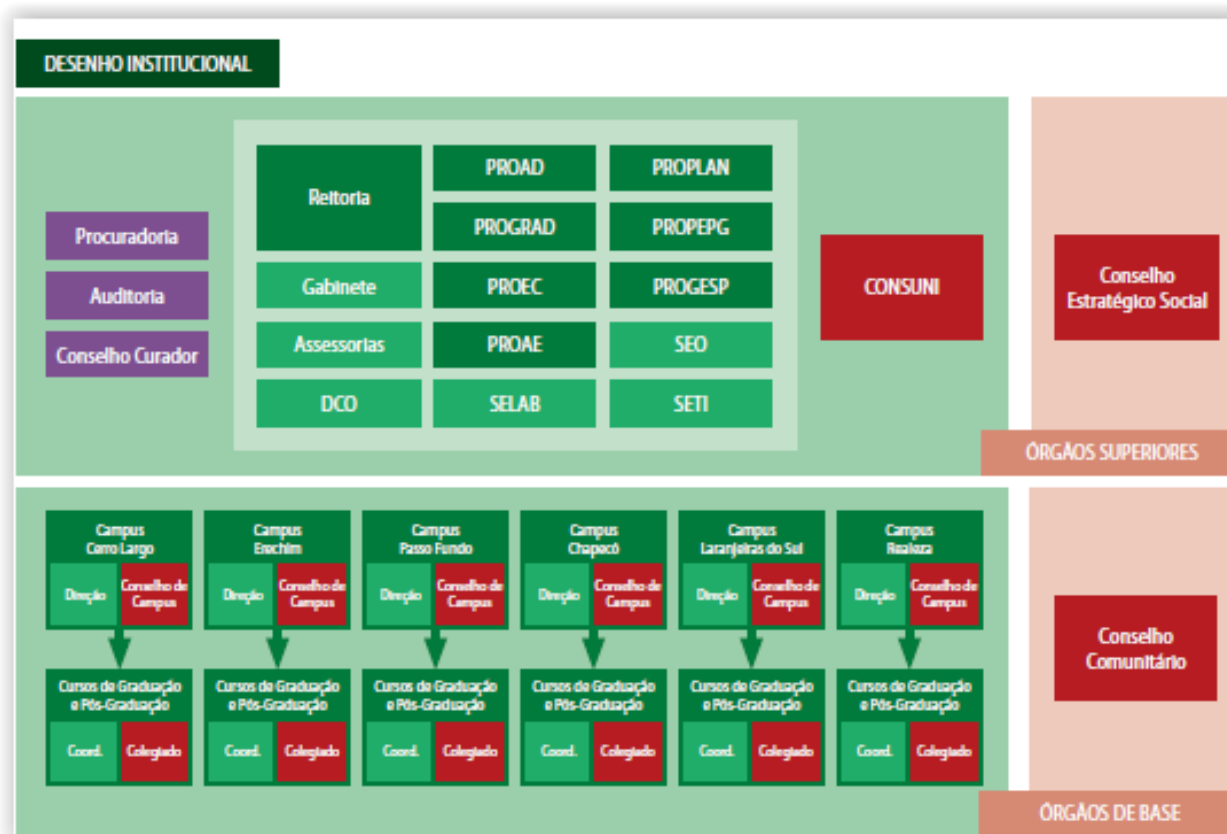 DESENHO INSTITUCIONAL
Procuradoria
Auditoria
Conselho Curador
Reitoria
Gabinete
Assessorias
DCO
PROAD
PROGRAD
PROEC
PROAE
SELAB
PROPLAN
PROPEPG
PROGESP
SEO
SETI
CONSUNI
Conselho
Estratégico Social
ÓRGÃOS SUPERIORES
Campus
Cerro Largo
Direção
Conselho de
Campus
Cursos de Graduação
e Pós-Graduação
Coord.
Colegiado
Campus
Erechim
Direção
Conselho de
Campus
Cursos de Graduação
e Pós-Graduação
Coord.
Colegiado
Campus
Passo Fundo
Direção
Conselho de
Campus
Cursos de Graduação
e Pós-Graduação
Coord.
Colegiado
Campus
Chapecó
Direção
Conselho de
Campus
Cursos de Graduação
e Pós-Graduação
Coord.
Colegiado
Campus
Laranjeiras do Sul
Direção
Conselho de
Campus
Cursos de Graduação
e Pós-Graduação
Coord.
Colegiado
Campus
Realeza
Direção
Conselho de
Campus
Cursos de Graduação
e Pós-Graduação
Coord.
Colegiado
Conselho
Comunitário
ÓRGÃOS DE BASE